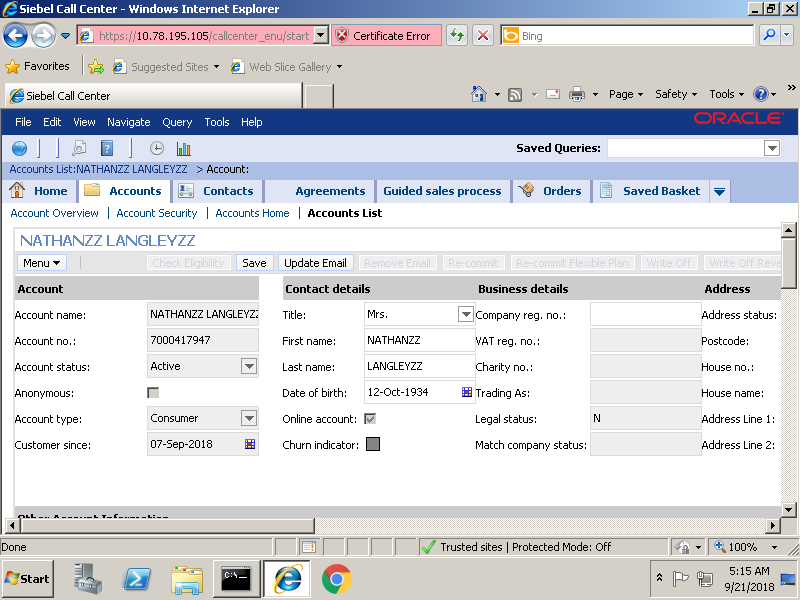 Siebel Call Center - Windows Internet Explorer
https://10.78.195.105/callcenter_enu/start
Certificate Error
Bing
Favorites
Suggested Sites
Web Slice Gallery
Siebel Call Center
Page
Safety
Tools
»
File Edit View Navigate Query Tools Help
ORACLE
Saved Queries:
Accounts List:NATHANZZ LANGLEYZZ > Account:
Home Accounts Contacts Agreements Guided sales process Orders Saved Basket
Account Overview | Account Security | Accounts Home | Accounts List
NATHANZZ LANGLEYZZ
Menu Check Eligibility Save Update Email Remove Email Re-commit Re-commit Flexible Plan Write Off Write Off Reve
Account Contact details Business details Address
Account name: NATHANZZ LANGLEYZZ Title: Mrs. Company reg. no.: Address status:
Account no.: 7000417947 First name: NATHANZZ VAT reg. no.: Postcode:
Account status: Active Last name: LANGLEYZZ Charity no.: House no.:
Anonymous: Date of birth: 12-Oct-1934 Trading As: House name:
Account type: Consumer Online account: Legal status: N Address Line 1:
Customer since: 07-Sep-2018 Churn indicator: Match company status: Address Line 2:
Other Account Information
Done
Trusted sites | Protected Mode: Off
100%
Start
C:\.
5:15 AM
9/21/2018